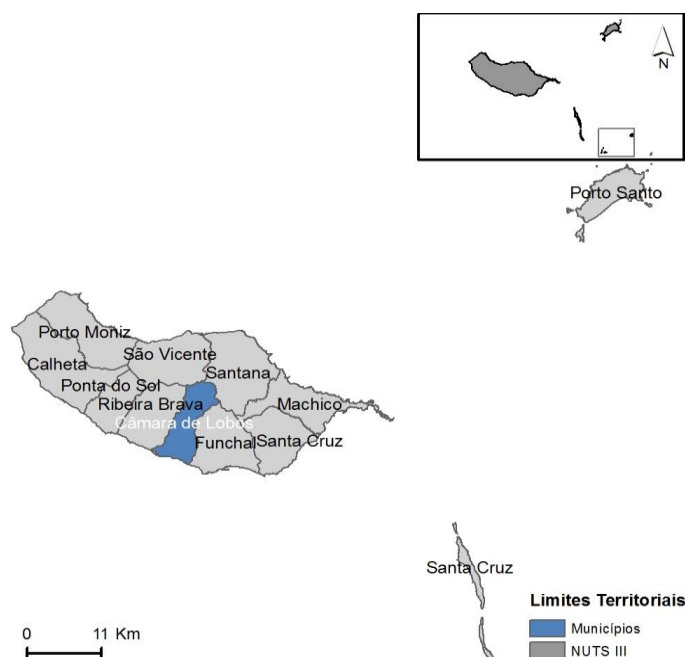 N
Porto Santo
Porto Moniz
São Vicente
Calheta
Santana
Ponta do Sol
Ribeira Brava
Machico
Câmara de Lobos
Funchal
Santa Cruz
Santa Cruz
Limites Territoriais
Municípios
NUTS III
0 11 Km